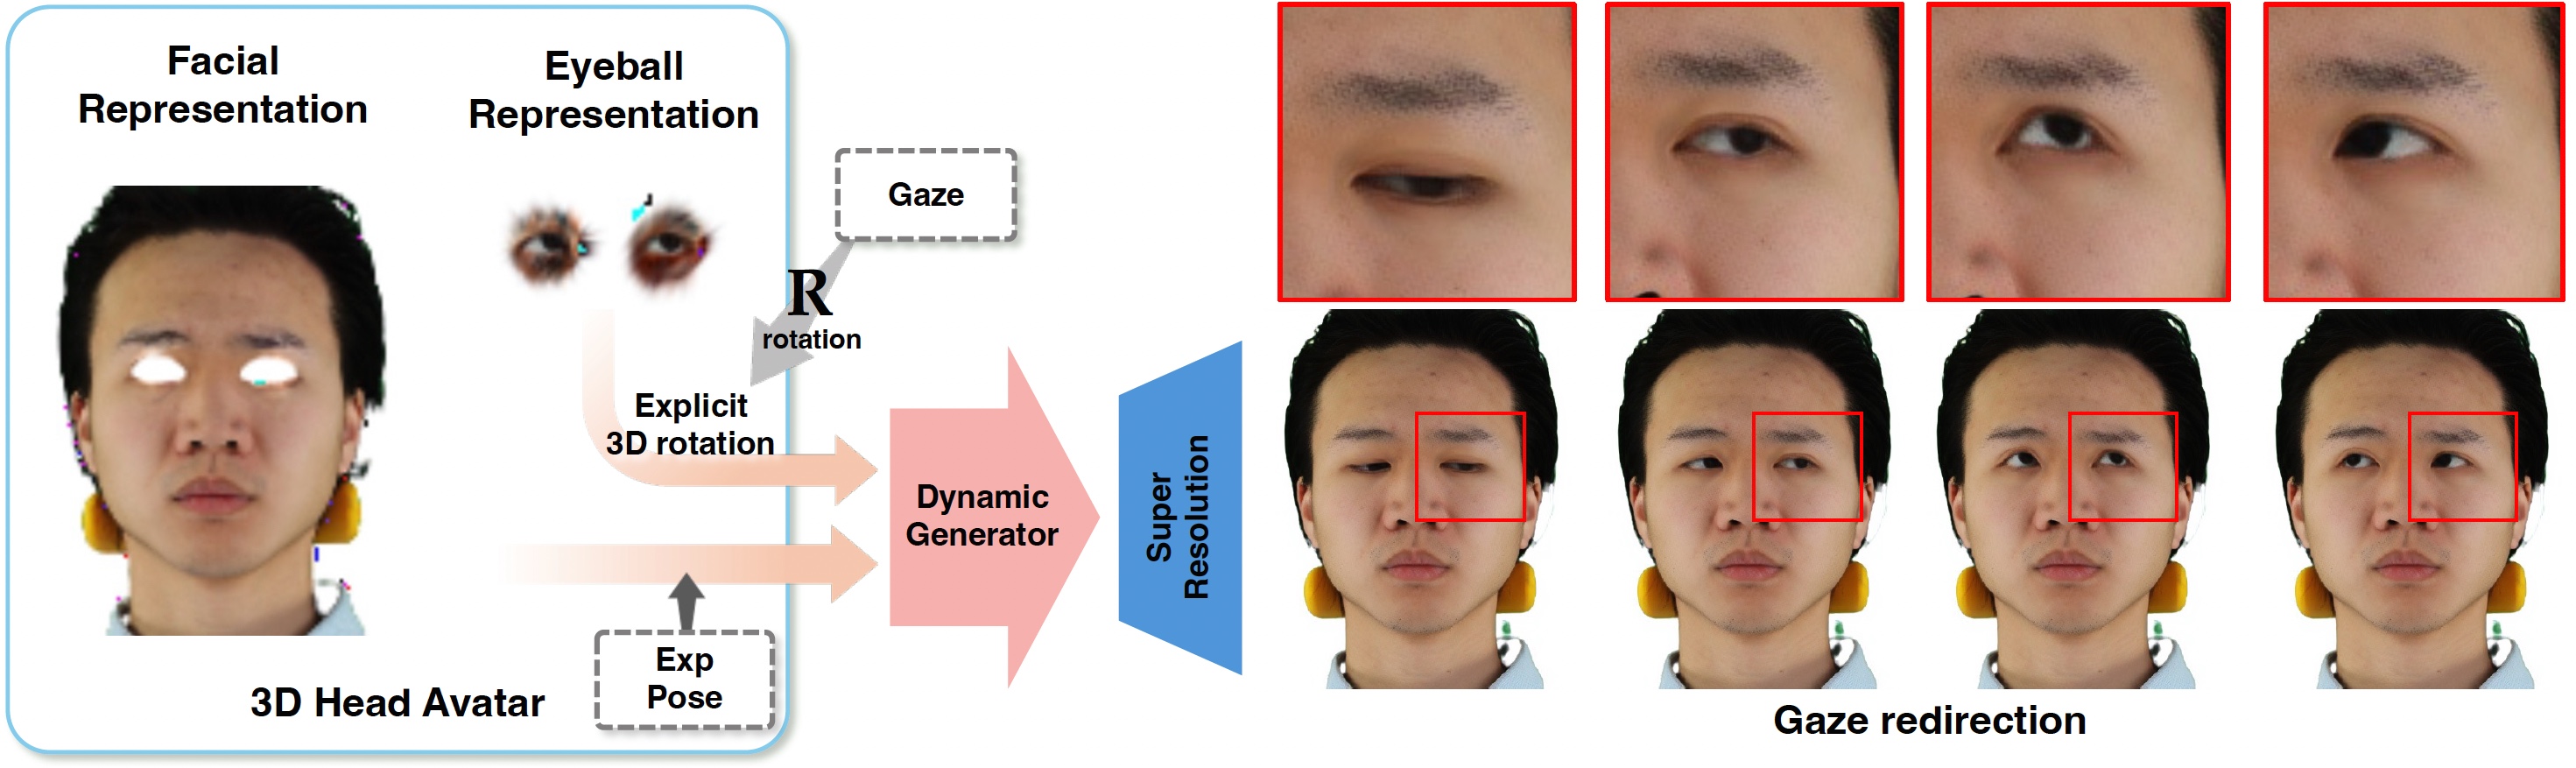 Facial
Representation
Eyeball
Representation
Gaze
R
rotation
Explicit
3D rotation
Dynamic
Generator
Super
Resolution
Exp
Pose
3D Head Avatar
Gaze redirection